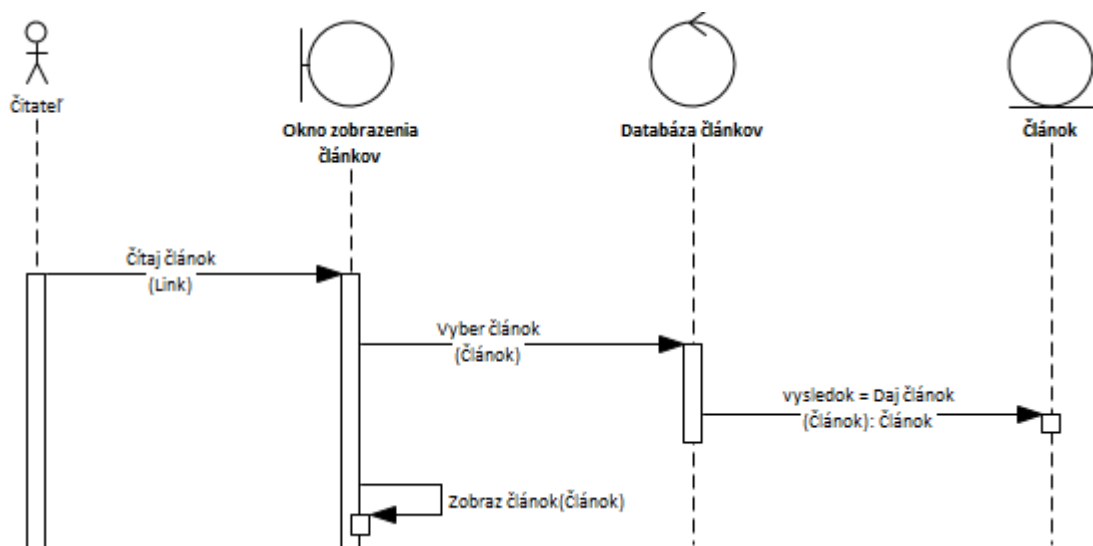 Čitateľ
Okno zobrazenia
článkov
Databáza článkov
Článok
Čítaj článok
(Link)
Vyber článok
(Článok)
vysledok = Daj článok
(Článok): Článok
Zobraz článok(Článok)